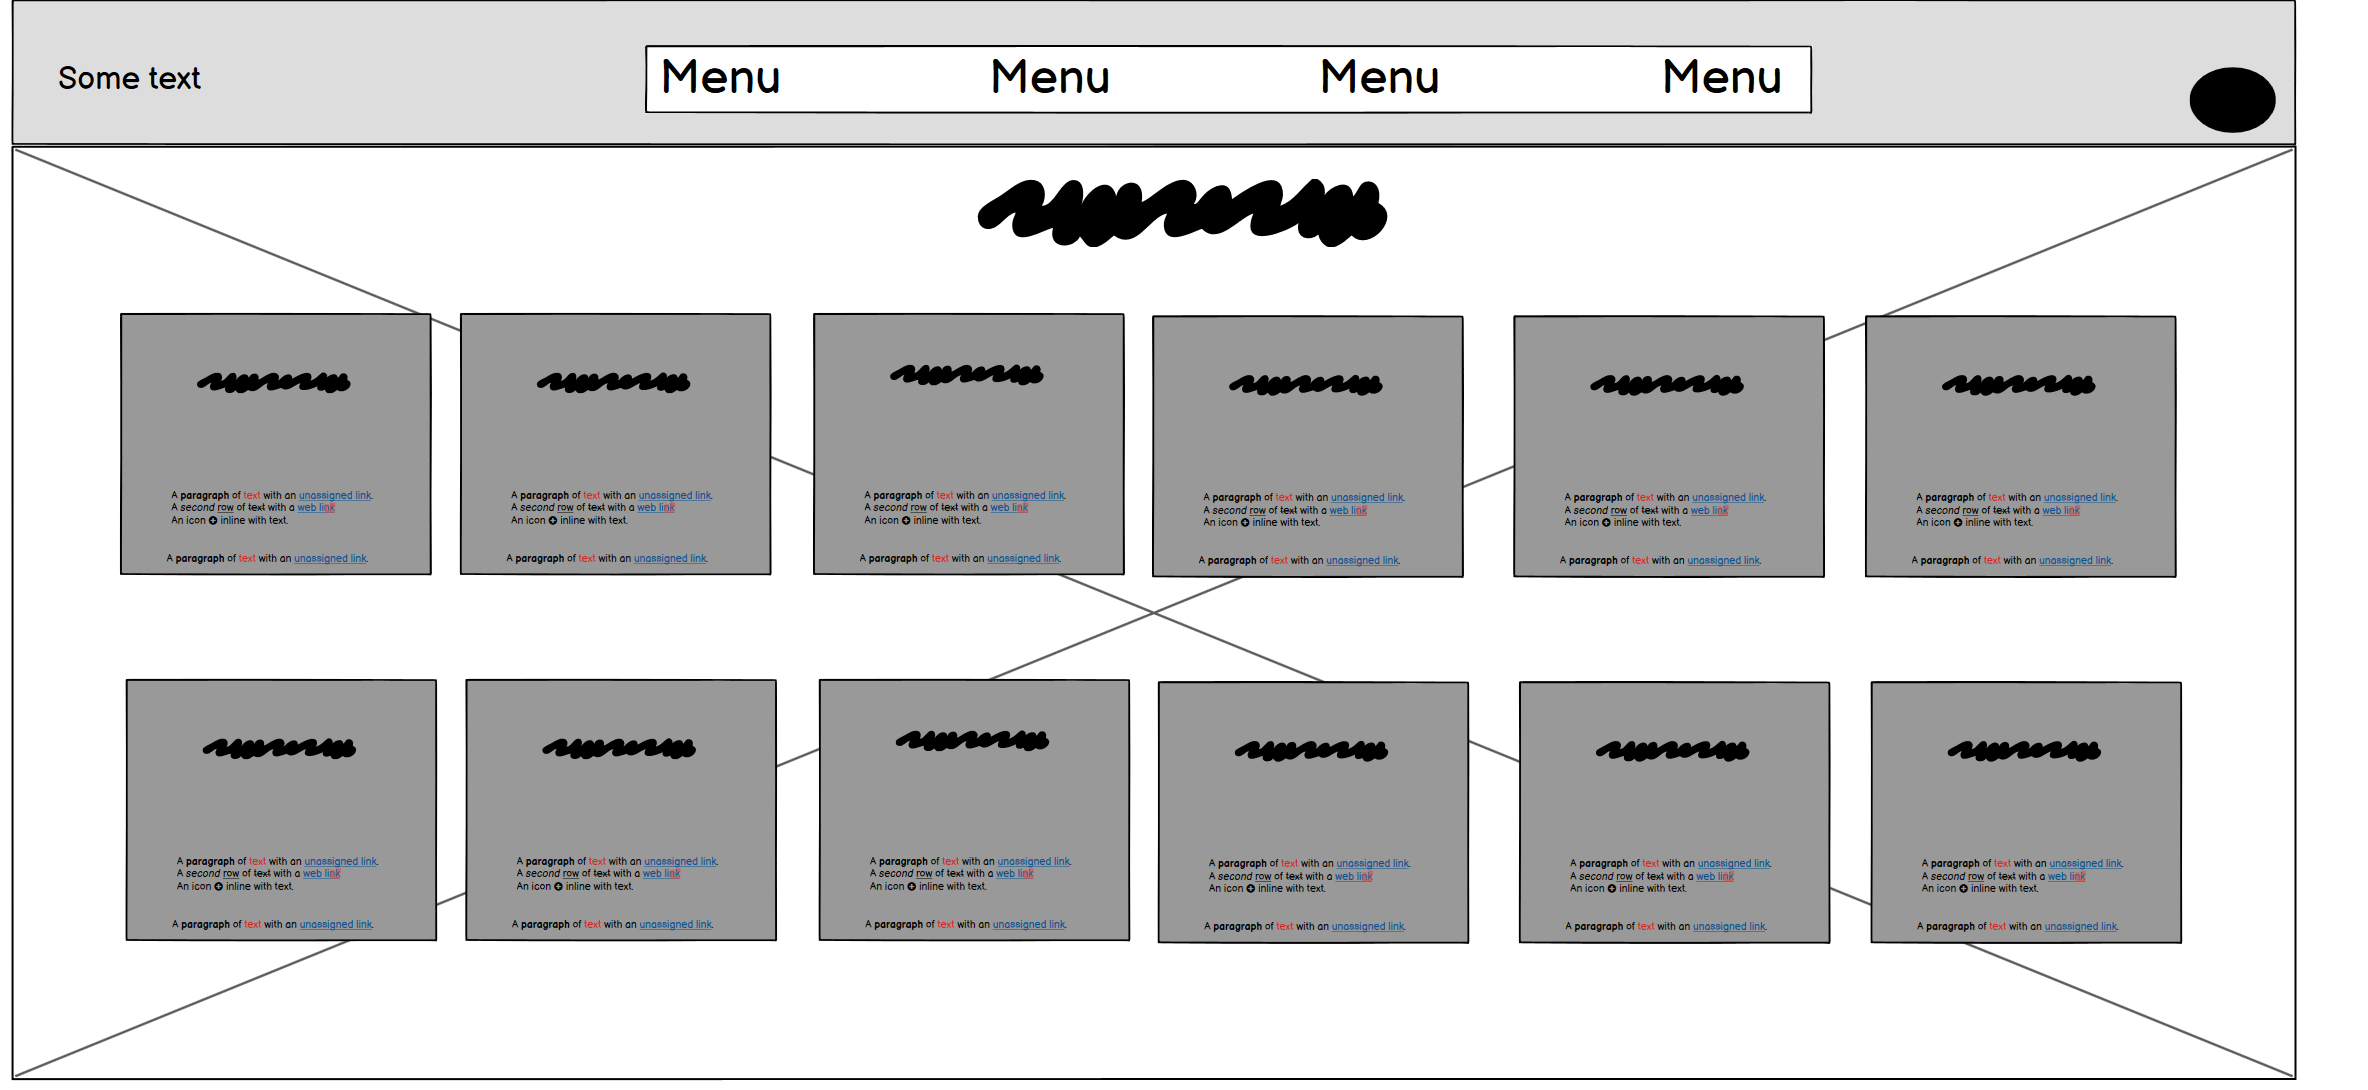 Some text
Menu Menu Menu Menu
A paragraph of text with an unassigned link.
A second row of text with a web link
An icon inline with text.
A paragraph of text with an unassigned link.
A paragraph of text with an unassigned link.
A second row of text with a web link
An icon inline with text.
A paragraph of text with an unassigned link.
A paragraph of text with an unassigned link.
A second row of text with a web link
An icon inline with text.
A paragraph of text with an unassigned link.
A paragraph of text with an unassigned link.
A second row of text with a web link
An icon inline with text.
A paragraph of text with an unassigned link.
A paragraph of text with an unassigned link.
A second row of text with a web link
An icon inline with text.
A paragraph of text with an unassigned link.
A paragraph of text with an unassigned link.
A second row of text with a web link
An icon inline with text.
A paragraph of text with an unassigned link.
A paragraph of text with an unassigned link.
A second row of text with a web link
An icon inline with text.
A paragraph of text with an unassigned link.
A paragraph of text with an unassigned link.
A second row of text with a web link
An icon inline with text.
A paragraph of text with an unassigned link.
A paragraph of text with an unassigned link.
A second row of text with a web link
An icon inline with text.
A paragraph of text with an unassigned link.
A paragraph of text with an unassigned link.
A second row of text with a web link
An icon inline with text.
A paragraph of text with an unassigned link.
A paragraph of text with an unassigned link.
A second row of text with a web link
An icon inline with text.
A paragraph of text with an unassigned link.
A paragraph of text with an unassigned link.
A second row of text with a web link
An icon inline with text.
A paragraph of text with an unassigned link.